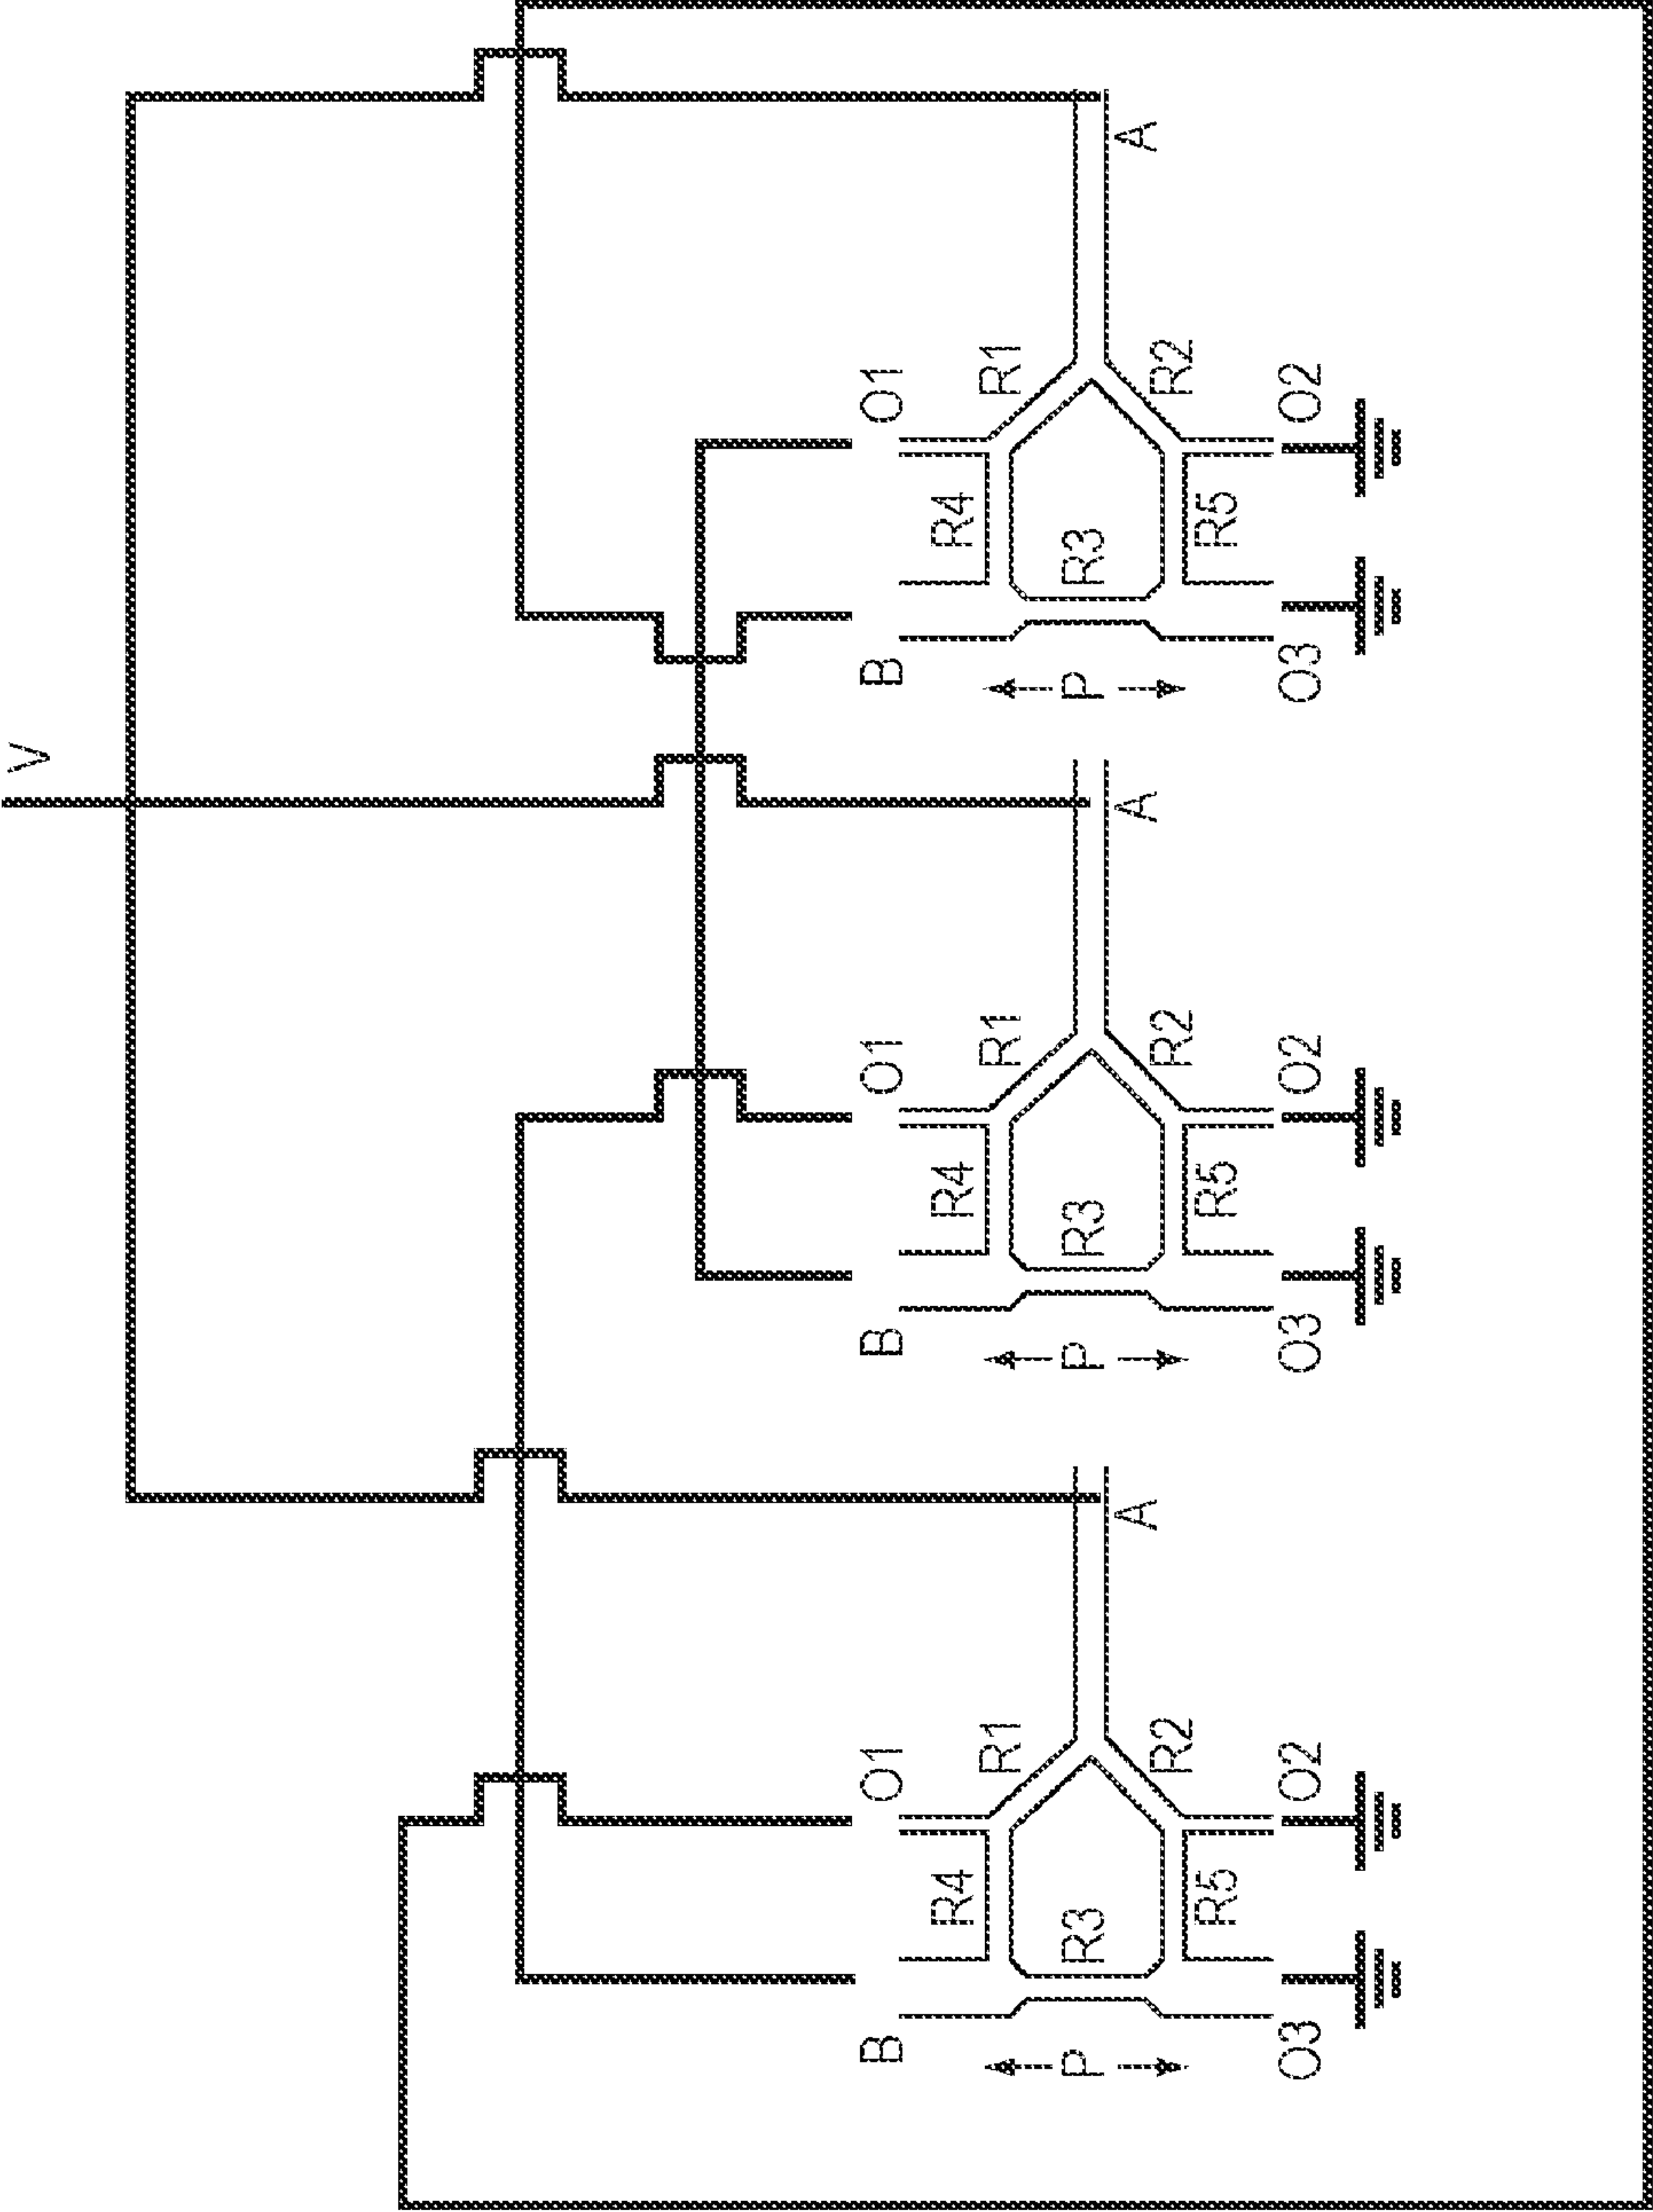 V
B O1 B O1 B O1
R4 R1 R4 R1 R4 R1
P R3 P R3 P R3
A A A
R5 R2 R5 R2 R5 R2
O3 O2 O3 O2 O3 O2